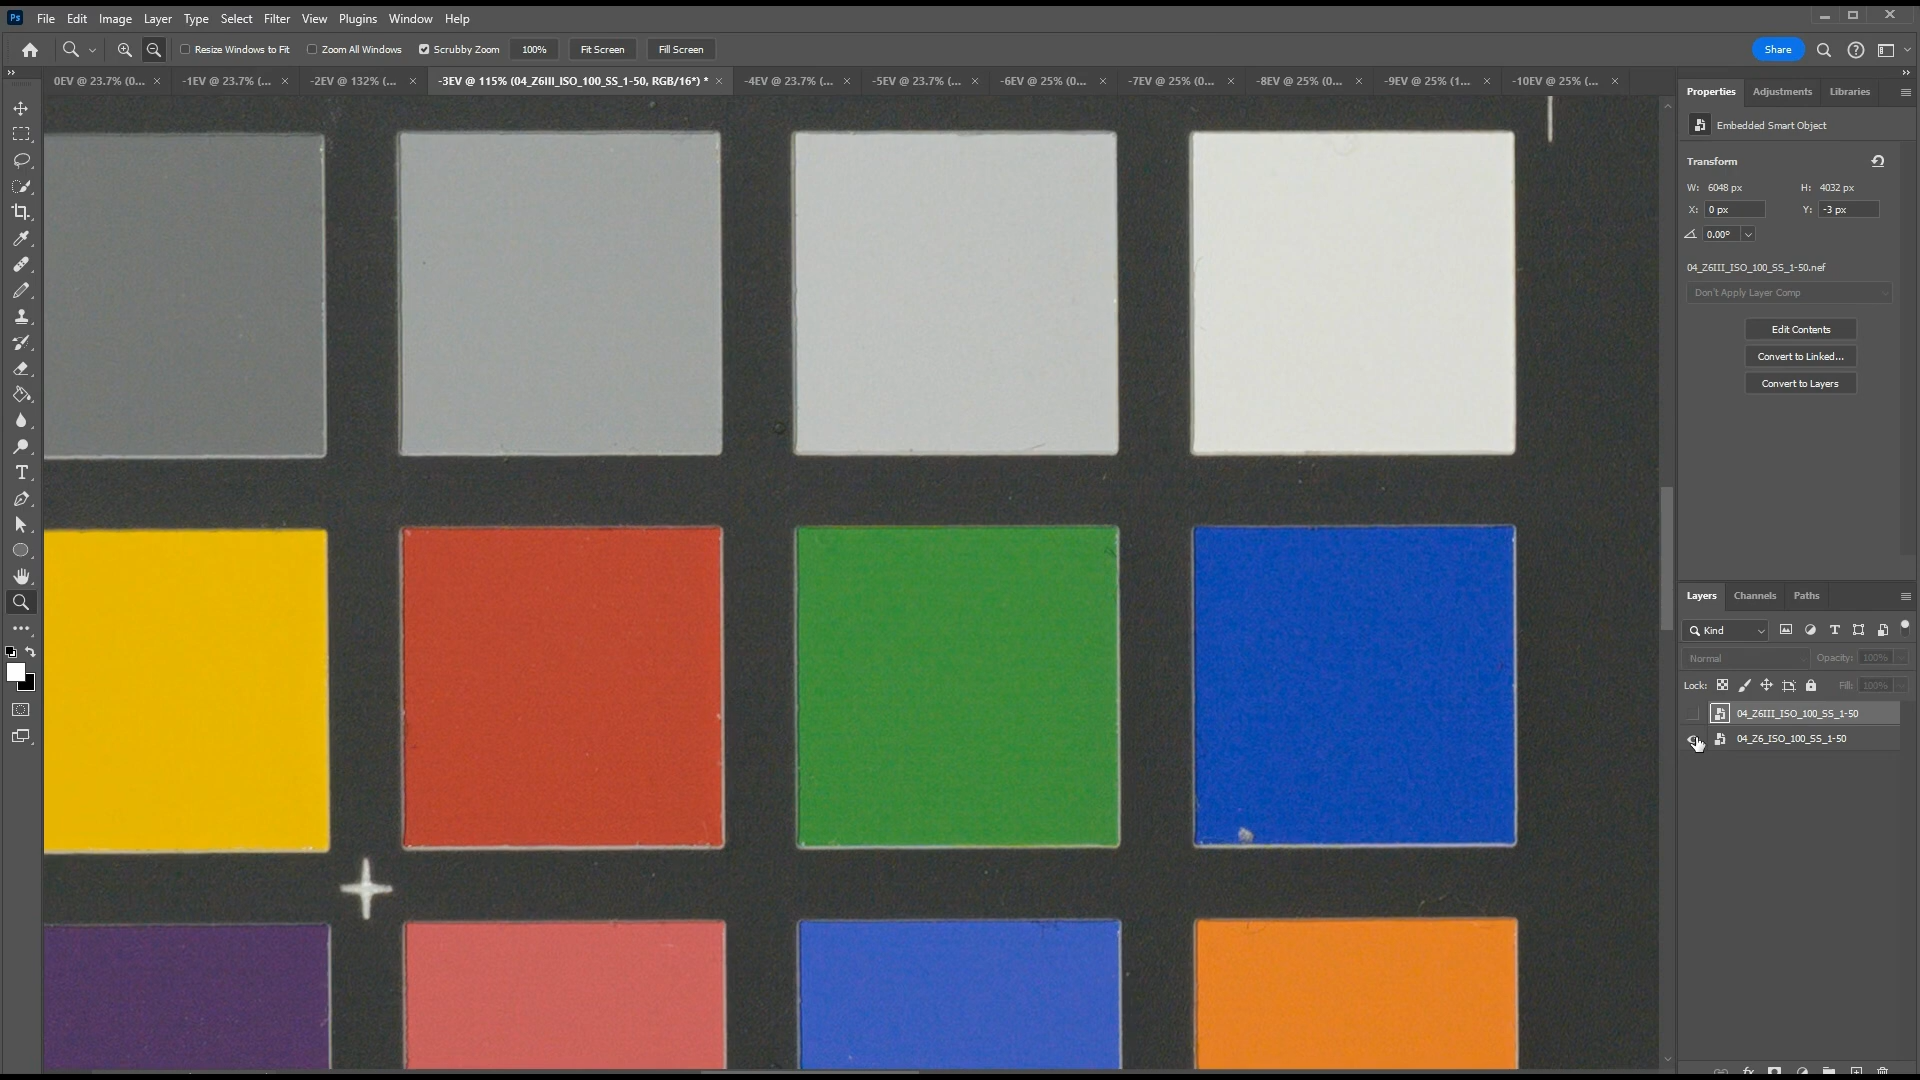 Ps File Edit Image Layer Type Select Filter View Plugins Window Help
Resize Windows to Fit Zoom All Windows Scrubby Zoom 100% Fit Screen Fill Screen Share
0EV @ 23.7% (0... × -1EV @ 23.7% (... × -2EV @ 132% (... × -3EV @ 115% (04_Z6III_ISO_100_SS_1-50, RGB/16*) * × -4EV @ 23.7% (... × -5EV @ 23.7% (... × -6EV @ 25% (0... × -7EV @ 25% (0... × -8EV @ 25% (0... × -9EV @ 25% (1... × -10EV @ 25% (... ×
Properties Adjustments Libraries
Embedded Smart Object
Transform
W: 6048 px H: 4032 px
X: 0 px Y: -3 px
0.00°
04_Z6III_ISO_100_SS_1-50.nef
Don't Apply Layer Comp
Edit Contents
Convert to Linked...
Convert to Layers
Layers Channels Paths
Kind
Normal Opacity: 100%
Lock: Fill: 100%
04_Z6III_ISO_100_SS_1-50
04_Z6_ISO_100_SS_1-50